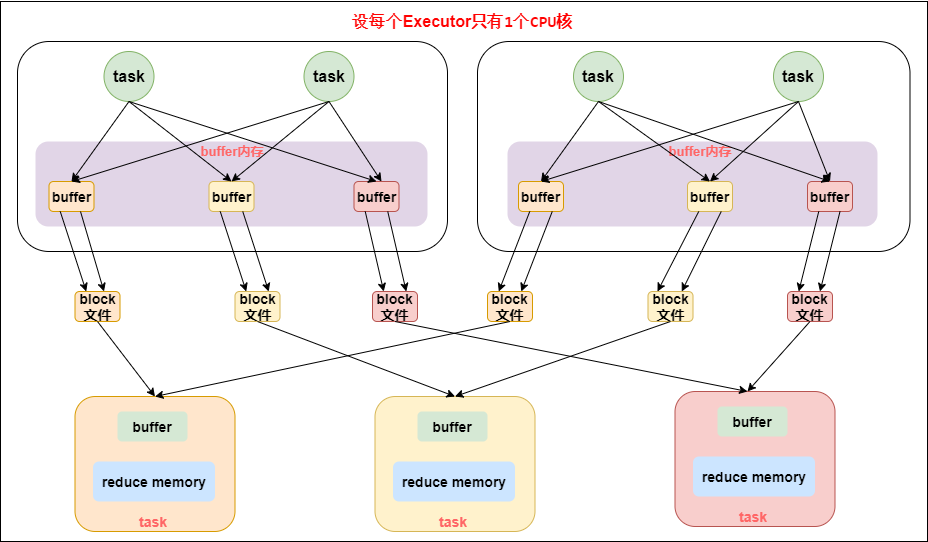 设每个Executor只有1个CPU核
task
task
task
task
buffer内存
buffer内存
buffer
buffer
buffer
buffer
buffer
buffer
block
文件
block
文件
block
文件
block
文件
block
文件
block
文件
buffer
reduce memory
task
buffer
reduce memory
task
buffer
reduce memory
task